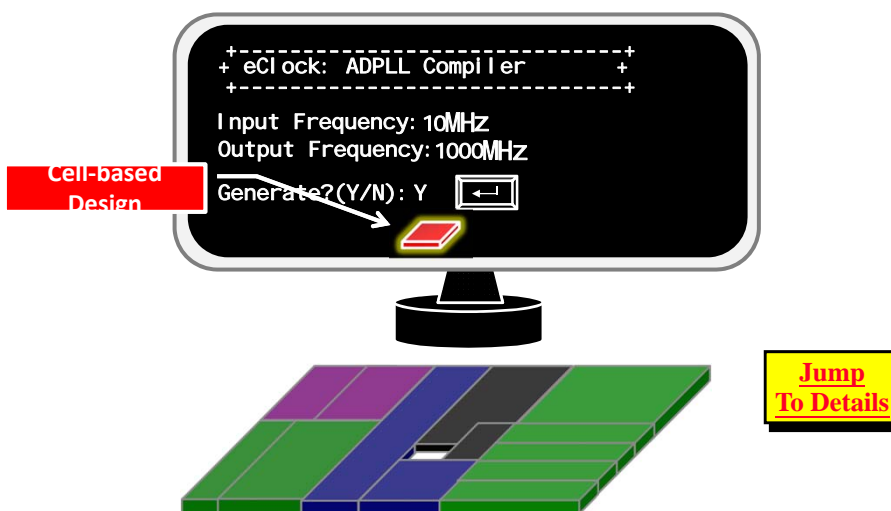 +--------------------------------+
+ eClock: ADPLL Compiler +
+--------------------------------+
Input Frequency: 10MHz
Output Frequency: 1000MHz
Cell-based
Design
Generate?(Y/N): Y
Jump
To Details